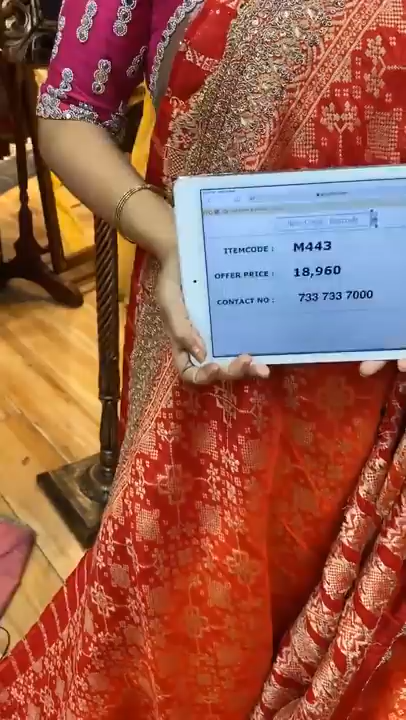 ITEMCODE : M443
OFFER PRICE : 18,960
CONTACT NO : 733 733 7000